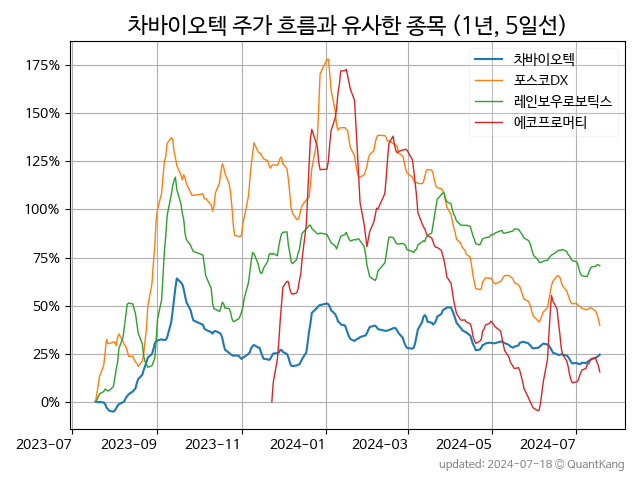 차바이오텍 주가 흐름과 유사한 종목 (1년, 5일선)
차바이오텍
포스코DX
레인보우로보틱스
에코프로머티
175%
150%
125%
100%
75%
50%
25%
0%
2023-07 2023-09 2023-11 2024-01 2024-03 2024-05 2024-07
updated: 2024-07-18 © QuantKang